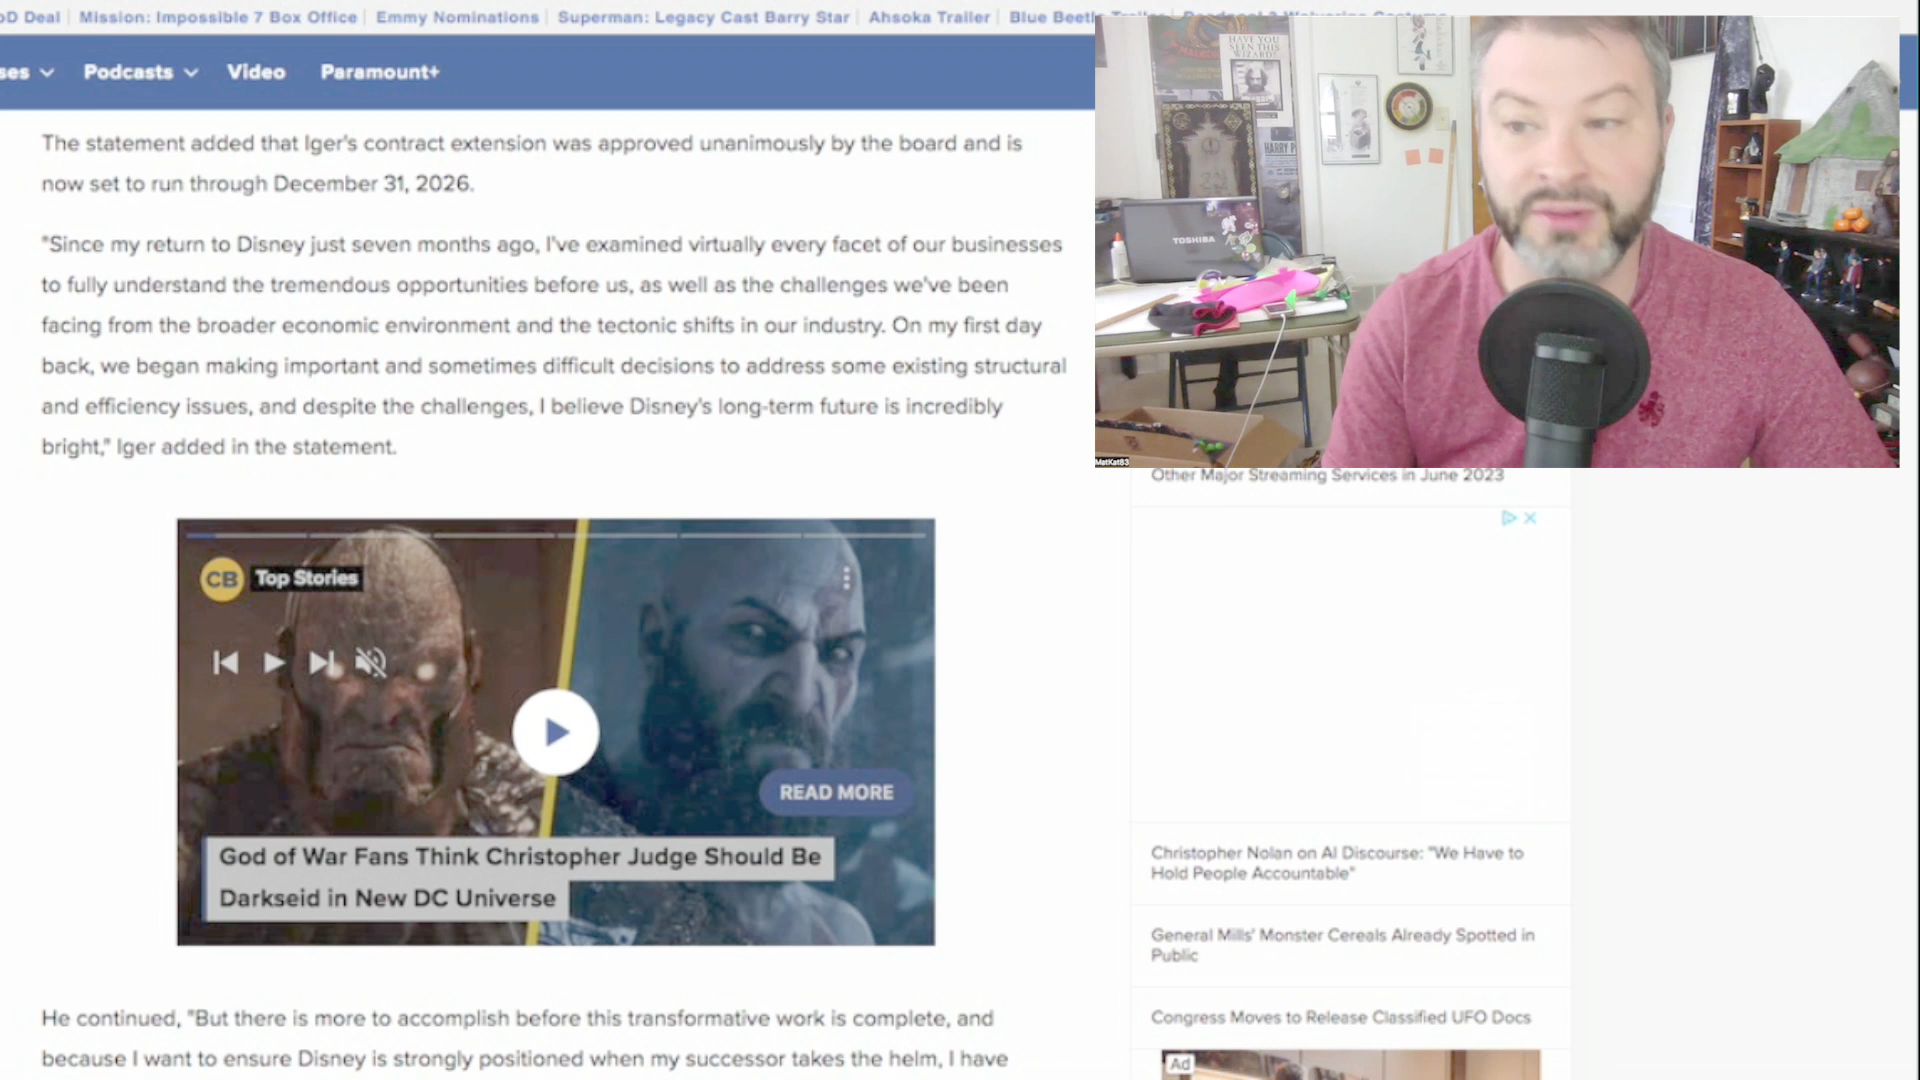 oD Deal
Mission: Impossible 7 Box Office
Emmy Nominations
Superman: Legacy Cast Barry Star
Ahsoka Trailer
Blue Beetle Trailer
ses
Podcasts
Video
Paramount+
The statement added that Iger's contract extension was approved unanimously by the board and is
now set to run through December 31, 2026.
"Since my return to Disney just seven months ago, I've examined virtually every facet of our businesses
to fully understand the tremendous opportunities before us, as well as the challenges we've been
facing from the broader economic environment and the tectonic shifts in our industry. On my first day
back, we began making important and sometimes difficult decisions to address some existing structural
and efficiency issues, and despite the challenges, I believe Disney's long-term future is incredibly
bright," Iger added in the statement.
CB
Top Stories
READ MORE
God of War Fans Think Christopher Judge Should Be
Darkseid in New DC Universe
He continued, "But there is more to accomplish before this transformative work is complete, and
because I want to ensure Disney is strongly positioned when my successor takes the helm, I have
HAVE YOU
SEEN THIS
WIZARD?
HARRY P
TOSHIBA
MatKat83
Other Major Streaming Services in June 2023
Christopher Nolan on AI Discourse: "We Have to
Hold People Accountable"
General Mills' Monster Cereals Already Spotted in
Public
Congress Moves to Release Classified UFO Docs
Ad